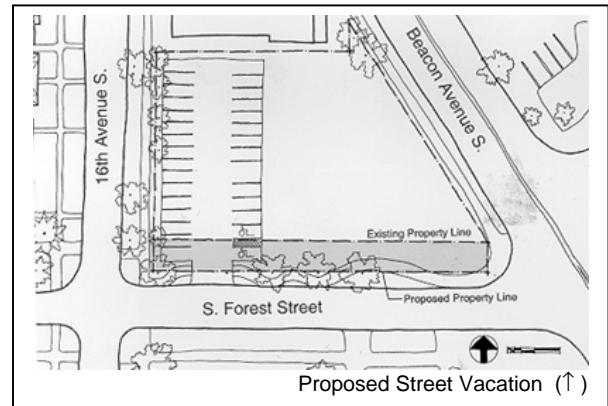 16th Avenue S.
Beacon Avenue S.
Existing Property Line
Proposed Property Line
S. Forest Street
Proposed Street Vacation (↑)